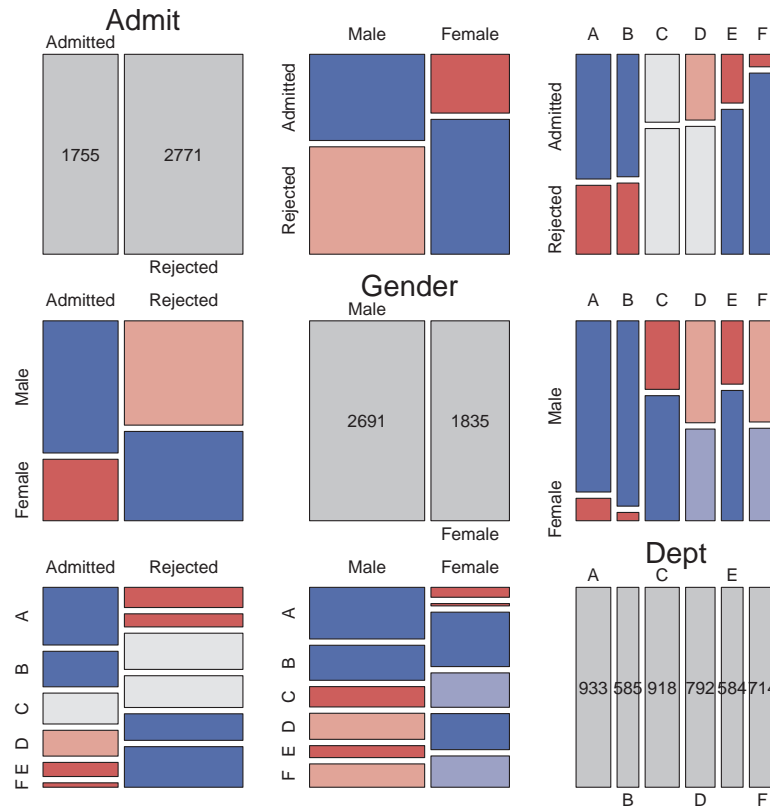 Admit
Admitted
1755 2771
Rejected
Male Female
Admitted
Rejected
A B C D E F
Admitted
Rejected
Admitted Rejected
Male
Female
Gender
Male
2691 1835
Female
A B C D E F
Male
Female
Admitted Rejected
A
B
C
D
E
F
Male Female
A
B
C
D
E
F
Dept
A C E
933 585 918 792 584 714
B D F